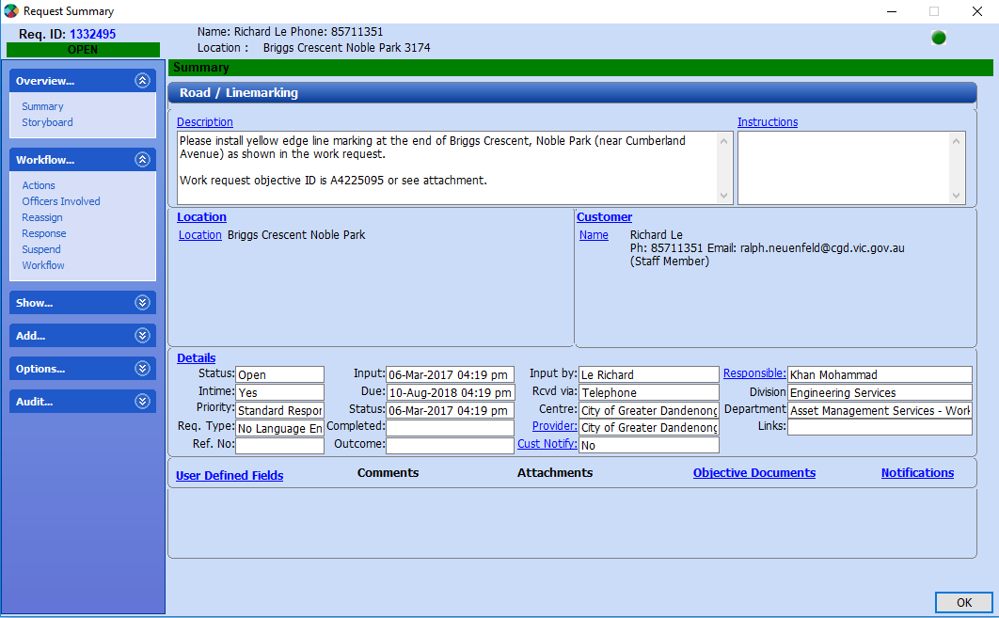 Request Summary
Req. ID: 1332495
OPEN
Name: Richard Le Phone: 85711351
Location : Briggs Crescent Noble Park 3174
Overview...
Summary
Storyboard
Workflow...
Actions
Officers Involved
Reassign
Response
Suspend
Workflow
Show...
Add...
Options...
Audit...
Summary
Road / Linemarking
Description
Please install yellow edge line marking at the end of Briggs Crescent, Noble Park (near Cumberland
Avenue) as shown in the work request.
Work request objective ID is A4225095 or see attachment.
Instructions
Location
Location Briggs Crescent Noble Park
Customer
Name Richard Le
Ph: 85711351 Email: ralph.neuenfeld@cgd.vic.gov.au
(Staff Member)
Details
Status: Open Input: 06-Mar-2017 04:19 pm Input by: Le Richard Responsible: Khan Mohammad
Intime: Yes Due: 10-Aug-2018 04:19 pm Rcvd via: Telephone Division Engineering Services
Priority: Standard Respor Status: 06-Mar-2017 04:19 pm Centre: City of Greater Dandenong Department Asset Management Services - Work
Req. Type: No Language En Completed: Provider: City of Greater Dandenong Links:
Ref. No: Outcome: Cust Notify: No
User Defined Fields Comments Attachments Objective Documents Notifications
OK